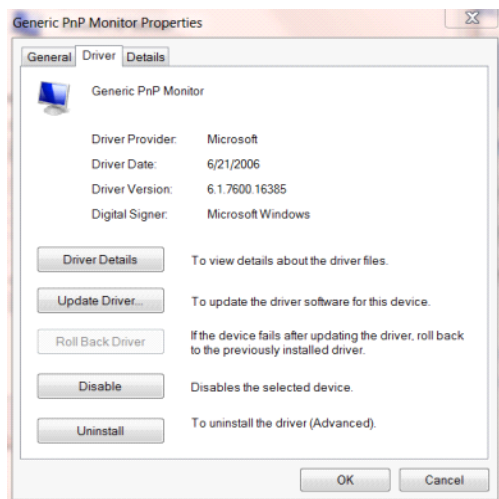 Generic PnP Monitor Properties
General Driver Details
Generic PnP Monitor
Driver Provider: Microsoft
Driver Date: 6/21/2006
Driver Version: 6.1.7600.16385
Digital Signer: Microsoft Windows
Driver Details To view details about the driver files.
Update Driver... To update the driver software for this device.
Roll Back Driver If the device fails after updating the driver, roll back
to the previously installed driver.
Disable Disables the selected device.
Uninstall To uninstall the driver (Advanced).
OK Cancel